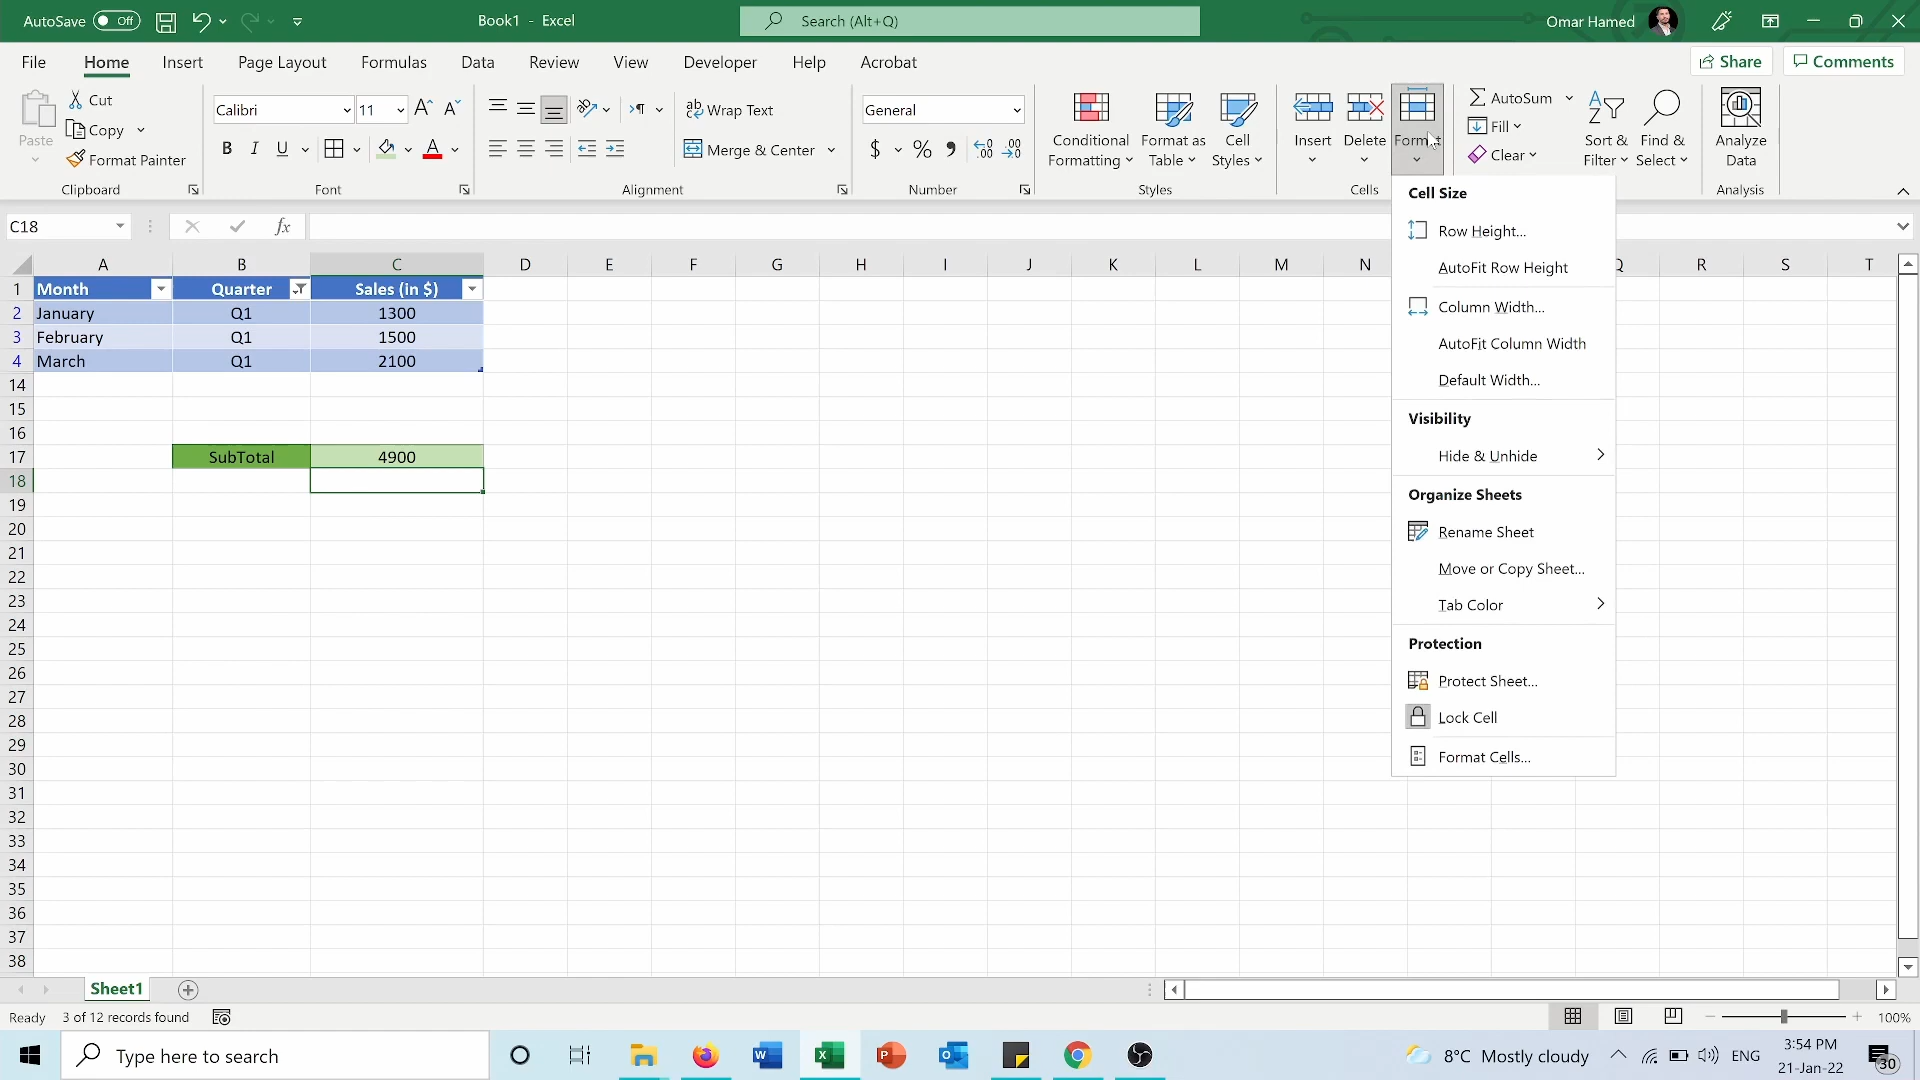 AutoSave Off Book1 - Excel Search (Alt+Q) Omar Hamed
File Home Insert Page Layout Formulas Data Review View Developer Help Acrobat Share Comments
Paste Cut Copy Format Painter Clipboard
Calibri 11 B I U A Font
ab Wrap Text Merge & Center Alignment
General $ % Number
Conditional Formatting Format as Table Cell Styles Styles
Insert Delete Format Cells
AutoSum Fill Clear Sort & Filter Find & Select
Analyze Data Analysis
C18 fx
A B C D E F G H I J K L M N Q R S T
1 Month Quarter Sales (in $)
2 January Q1 1300
3 February Q1 1500
4 March Q1 2100
14
15
16
17 SubTotal 4900
18
19
20
21
22
23
24
25
26
27
28
29
30
31
32
33
34
35
36
37
38
Cell Size
Row Height...
AutoFit Row Height
Column Width...
AutoFit Column Width
Default Width...
Visibility
Hide & Unhide
Organize Sheets
Rename Sheet
Move or Copy Sheet...
Tab Color
Protection
Protect Sheet...
Lock Cell
Format Cells...
Sheet1
Ready 3 of 12 records found 100%
Type here to search 8°C Mostly cloudy ENG 3:54 PM
21-Jan-22 30